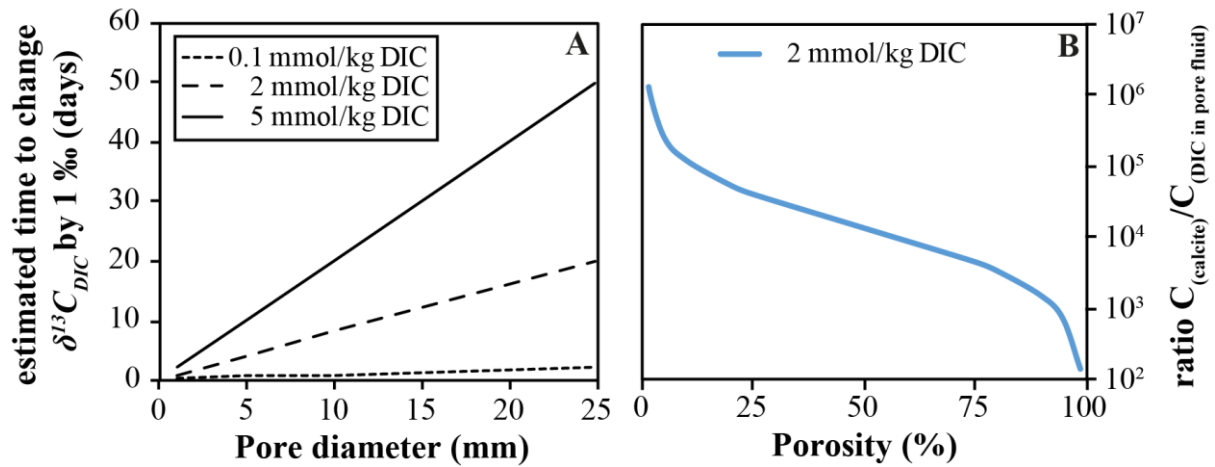 estimated time to change
δ¹³C_DIC by 1 ‰ (days)
60
50
40
30
20
10
0
A
0.1 mmol/kg DIC
2 mmol/kg DIC
5 mmol/kg DIC
0 5 10 15 20 25
Pore diameter (mm)
B
2 mmol/kg DIC
10⁷
10⁶
10⁵
10⁴
10³
10²
0 25 50 75 100
Porosity (%)
ratio C(calcite)/C(DIC in pore fluid)